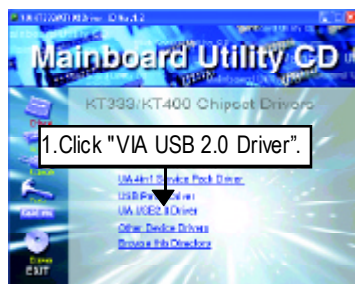 Mainboard Utility CD
KT333/KT400 Chipset Drivers
1.Click "VIA USB 2.0 Driver”.
VIA 4in1 Service Pack Driver
USB Driver
VIA USB2.0 Driver
Other Device Drivers
Browse this Directory
EXIT